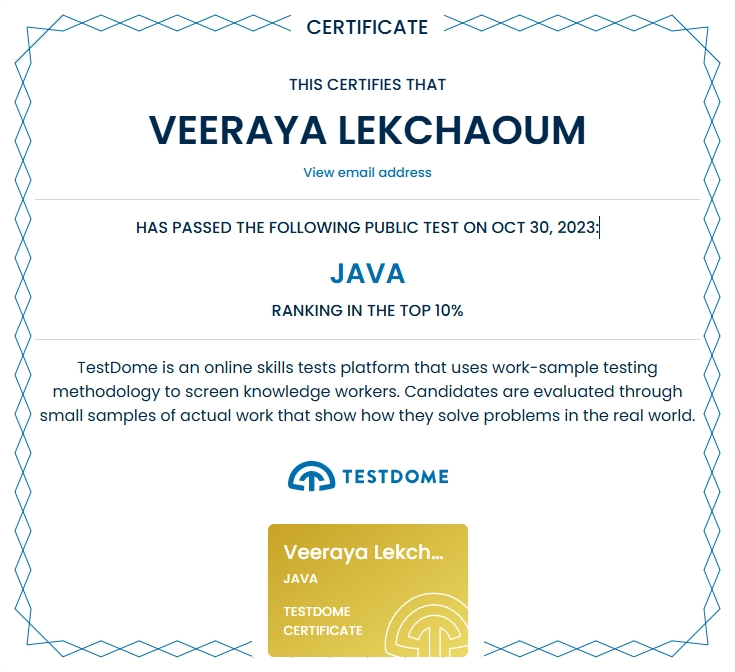 CERTIFICATE
THIS CERTIFIES THAT
VEERAYA LEKCHAOUM
View email address
HAS PASSED THE FOLLOWING PUBLIC TEST ON OCT 30, 2023:
JAVA
RANKING IN THE TOP 10%
TestDome is an online skills tests platform that uses work-sample testing
methodology to screen knowledge workers. Candidates are evaluated through
small samples of actual work that show how they solve problems in the real world.
TESTDOME
Veeraya Lekch...
JAVA
TESTDOME
CERTIFICATE